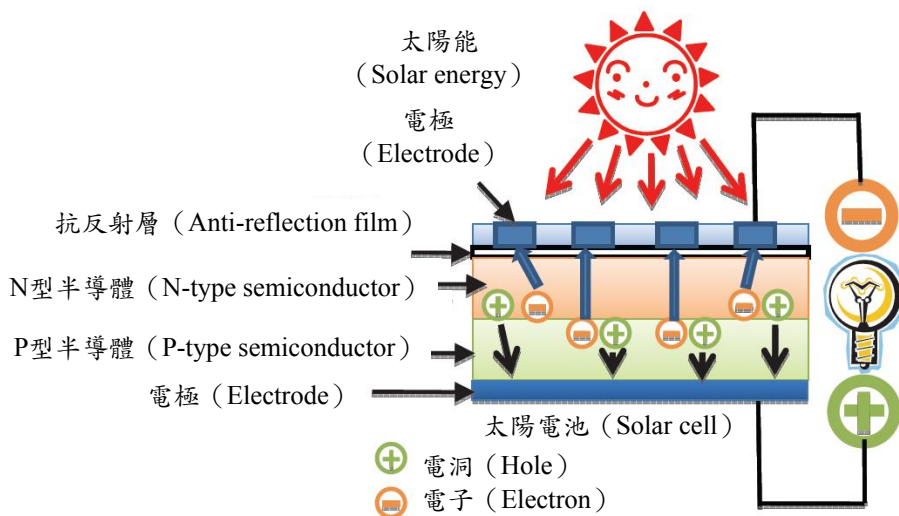 太陽能
（Solar energy）
電極
（Electrode）
抗反射層（Anti-reflection film）
N型半導體（N-type semiconductor）
P型半導體（P-type semiconductor）
電極（Electrode）
太陽電池（Solar cell）
電洞（Hole）
電子（Electron）